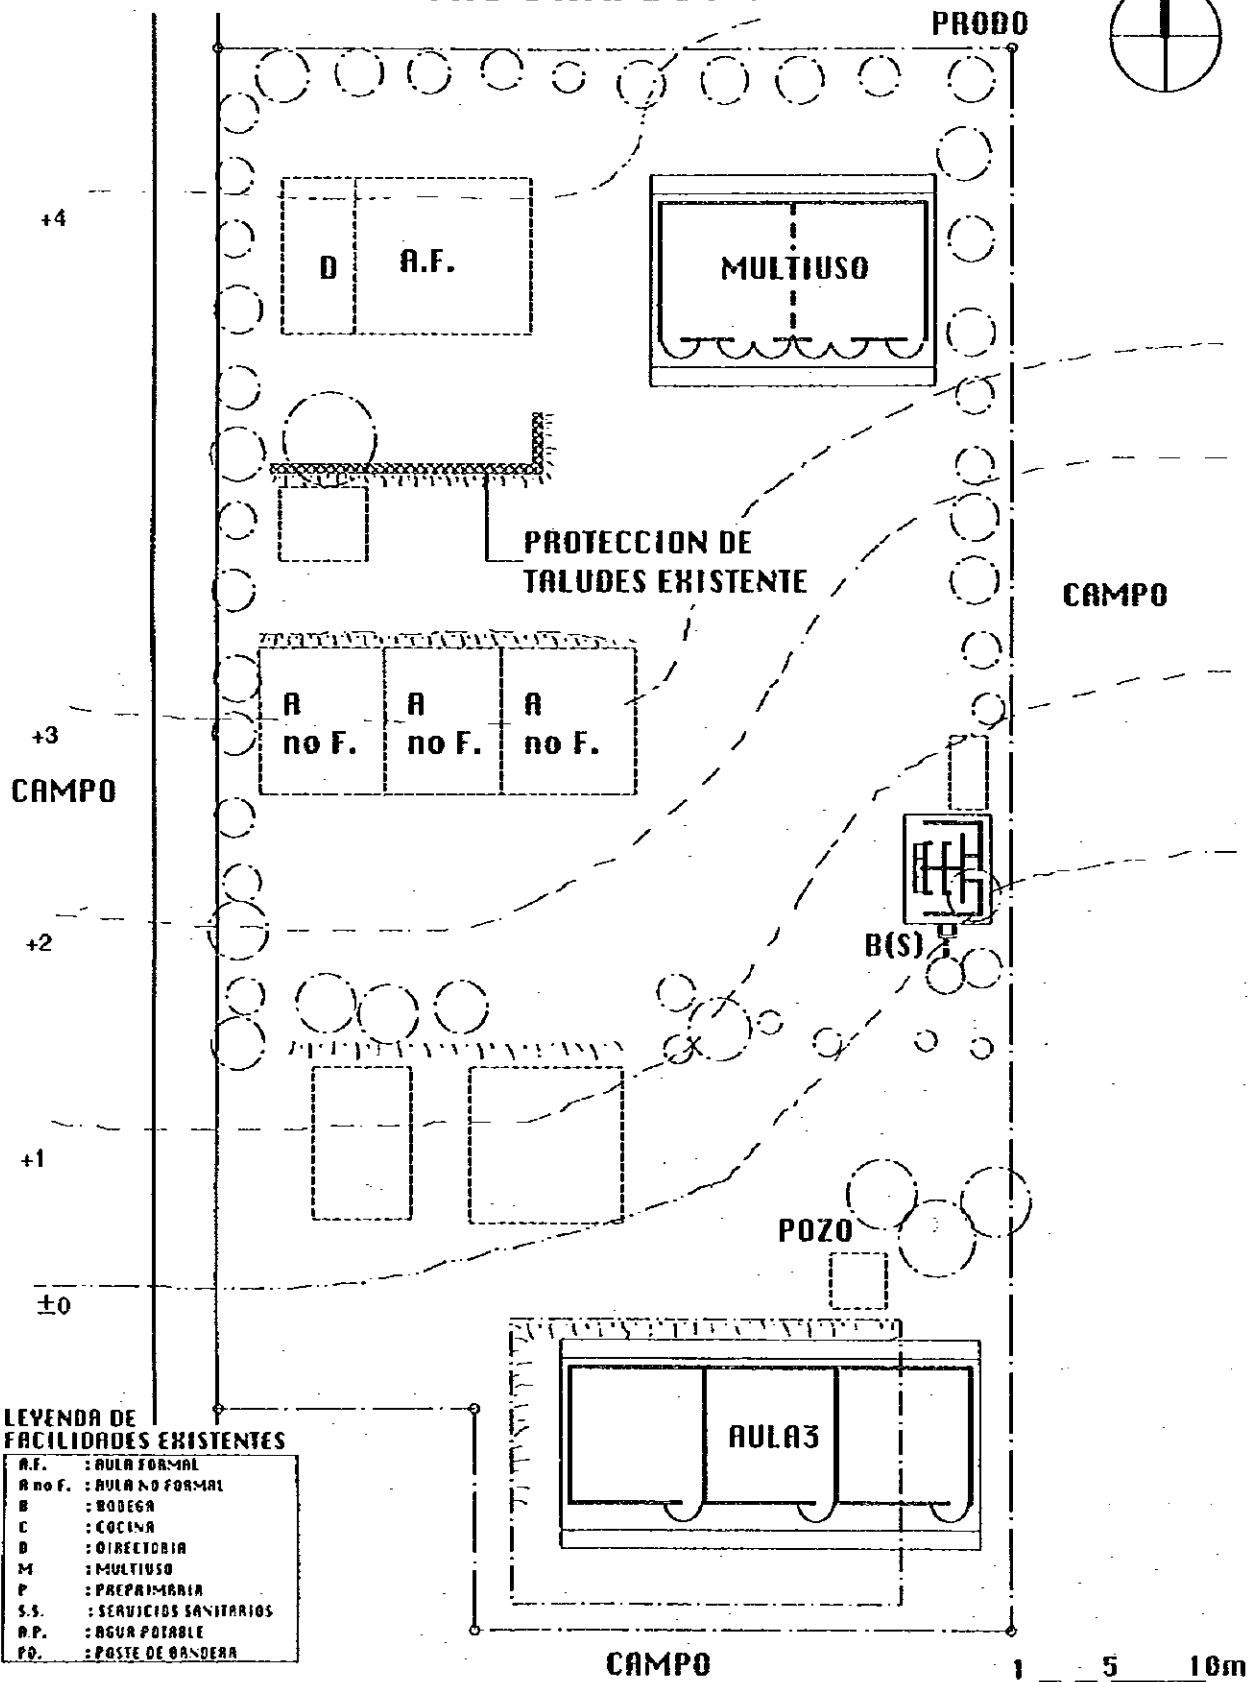 PRODO
+4
D
A.F.
MULTIUSO
PROTECCION DE
TALUDES EXISTENTE
CAMPO
A
no F.
A
no F.
A
no F.
+3
CAMPO
+2
B(S)
+1
POZO
±0
AULA3
LEYENDA DE
FACILIDADES EXISTENTES
A.F. : AULA FORMAL
A no F. : AULA NO FORMAL
B : BODEGA
C : COCINA
D : DIRECTORIA
M : MULTIUSO
P : PREPRIMARIA
S.S. : SERVICIOS SANITARIOS
A.P. : AGUA POTABLE
PD. : POSTE DE BANDERA
CAMPO
1 5 10m